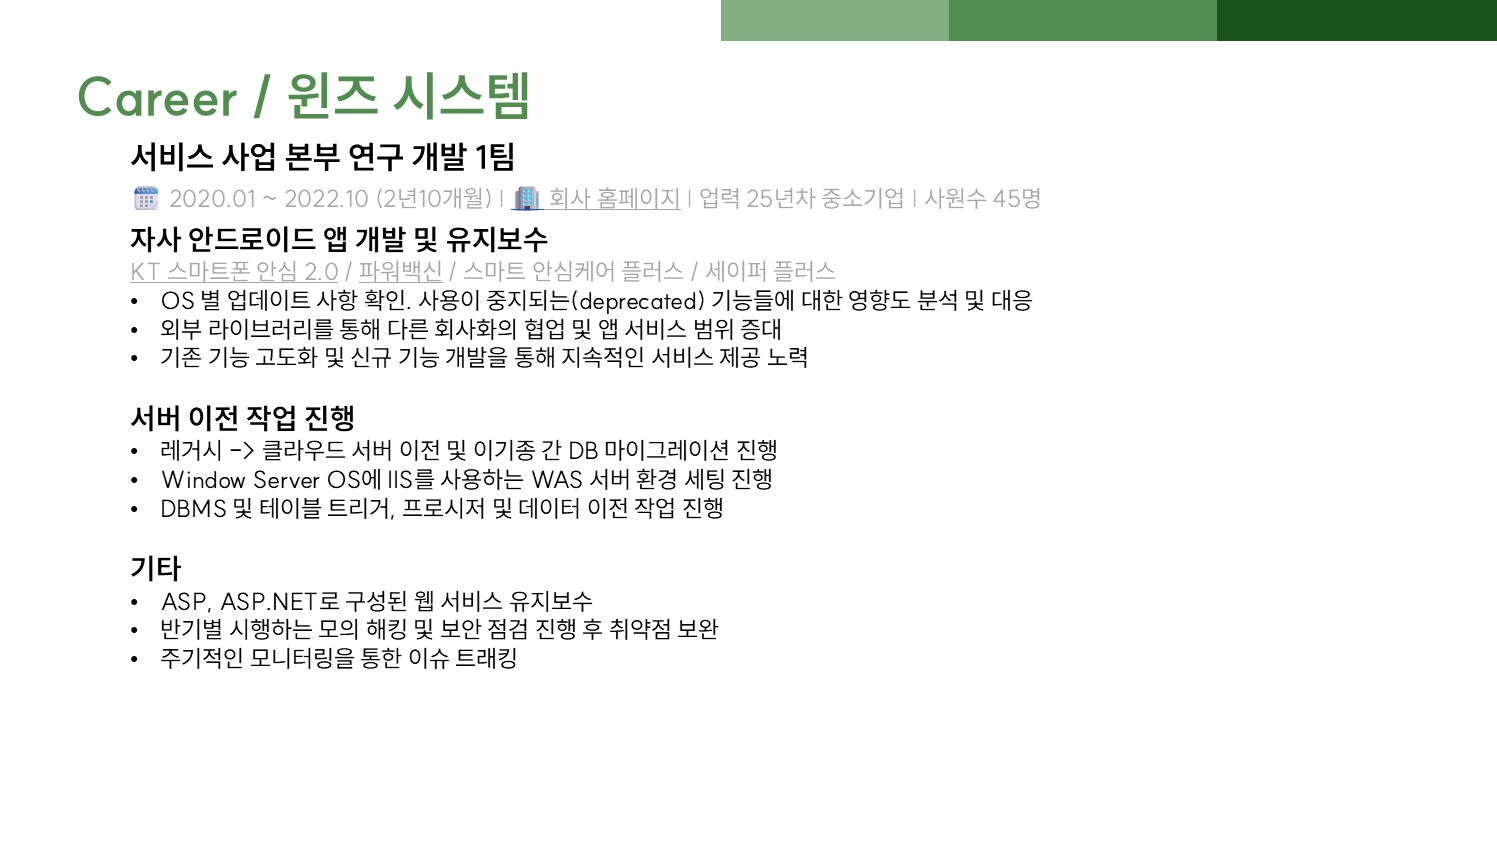 Career / 윈즈 시스템
서비스 사업 본부 연구 개발 1팀
2020.01 ~ 2022.10 (2년10개월) | 회사 홈페이지 | 업력 25년차 중소기업 | 사원수 45명
자사 안드로이드 앱 개발 및 유지보수
KT 스마트폰 안심 2.0 / 파워백신 / 스마트 안심케어 플러스 / 세이퍼 플러스
• OS 별 업데이트 사항 확인. 사용이 중지되는(deprecated) 기능들에 대한 영향도 분석 및 대응
• 외부 라이브러리를 통해 다른 회사화의 협업 및 앱 서비스 범위 증대
• 기존 기능 고도화 및 신규 기능 개발을 통해 지속적인 서비스 제공 노력
서버 이전 작업 진행
• 레거시 -> 클라우드 서버 이전 및 이기종 간 DB 마이그레이션 진행
• Window Server OS에 IIS를 사용하는 WAS 서버 환경 세팅 진행
• DBMS 및 테이블 트리거, 프로시저 및 데이터 이전 작업 진행
기타
• ASP, ASP.NET로 구성된 웹 서비스 유지보수
• 반기별 시행하는 모의 해킹 및 보안 점검 진행 후 취약점 보완
• 주기적인 모니터링을 통한 이슈 트래킹